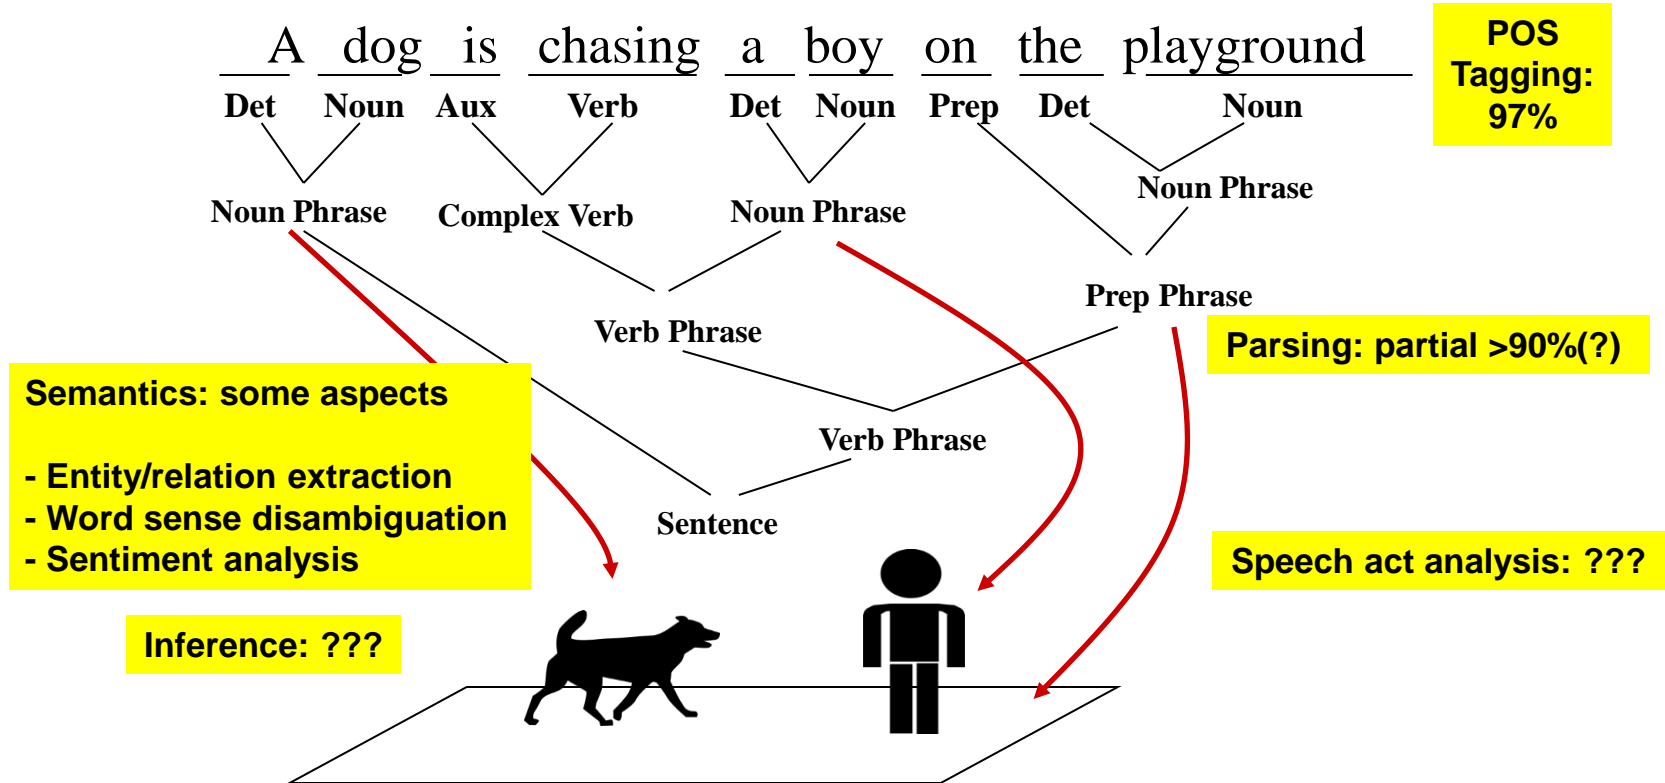 A dog is chasing a boy on the playground
POS
Tagging:
97%
Det Noun Aux Verb Det Noun Prep Det Noun
Noun Phrase
Noun Phrase Complex Verb Noun Phrase
Prep Phrase
Verb Phrase
Parsing: partial >90%(?)
Semantics: some aspects
- Entity/relation extraction
- Word sense disambiguation
- Sentiment analysis
Verb Phrase
Sentence
Speech act analysis: ???
Inference: ???